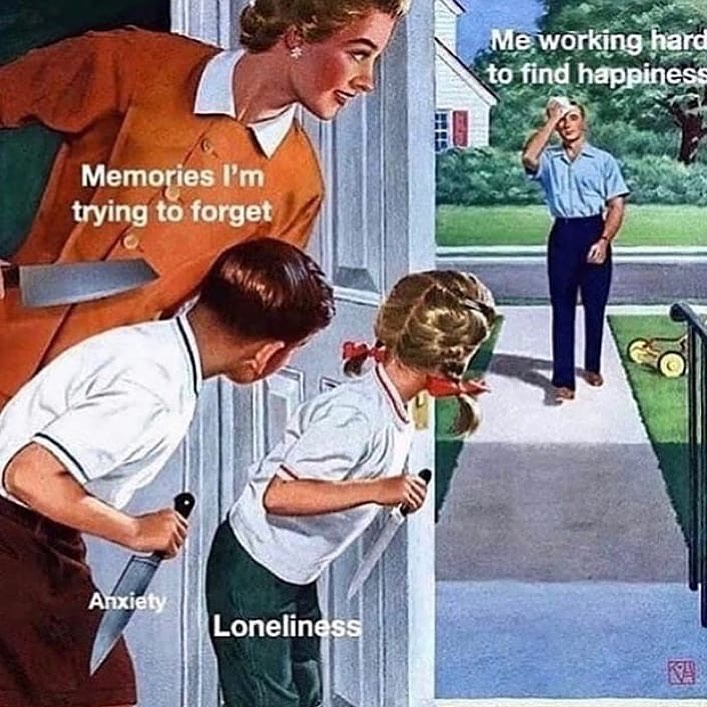 Me working hard
to find happiness
Memories I'm
trying to forget
Anxiety
Loneliness